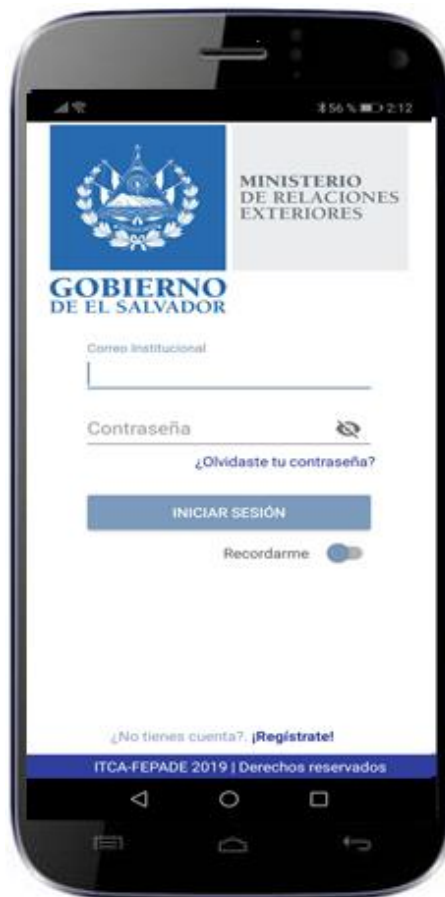 56 % 2:12
MINISTERIO
DE RELACIONES
EXTERIORES
GOBIERNO
DE EL SALVADOR
Correo Institucional
Contraseña
¿Olvidaste tu contraseña?
INICIAR SESIÓN
Recordarme
¿No tienes cuenta?. ¡Regístrate!
ITCA-FEPADE 2019 | Derechos reservados